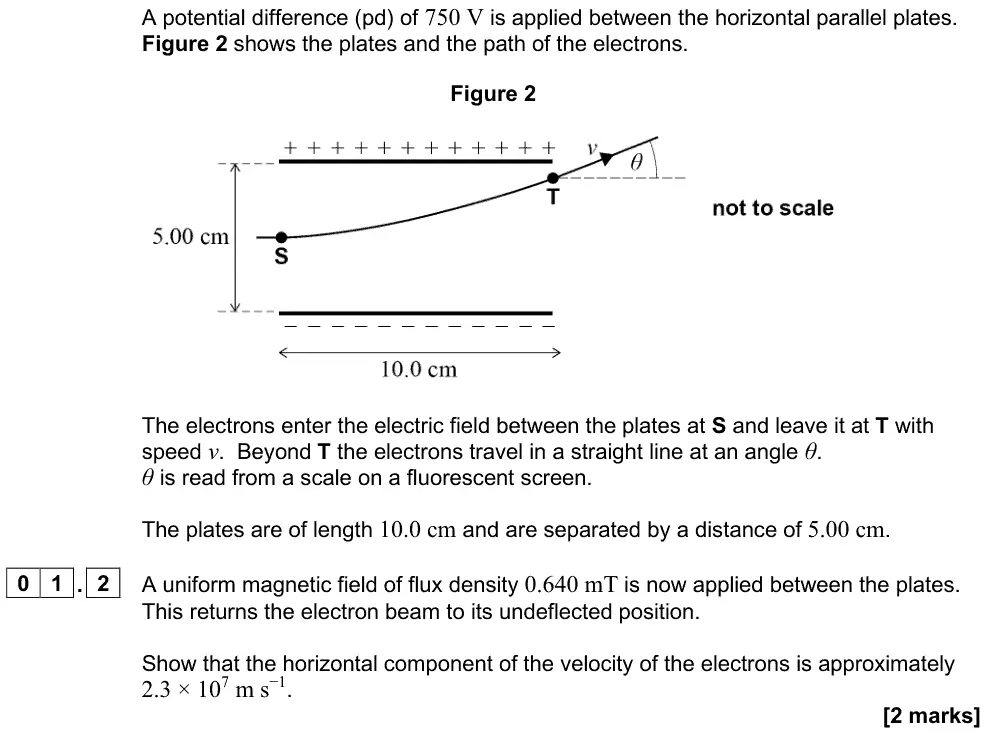 A potential difference (pd) of 750 V is applied between the horizontal parallel plates.
Figure 2 shows the plates and the path of the electrons.
Figure 2
+ + + + + + + + + + + +
v
θ
T
not to scale
5.00 cm
S
− − − − − − − − − − − −
10.0 cm
The electrons enter the electric field between the plates at S and leave it at T with
speed v. Beyond T the electrons travel in a straight line at an angle θ.
θ is read from a scale on a fluorescent screen.
The plates are of length 10.0 cm and are separated by a distance of 5.00 cm.
0 1 . 2 A uniform magnetic field of flux density 0.640 mT is now applied between the plates.
This returns the electron beam to its undeflected position.
Show that the horizontal component of the velocity of the electrons is approximately
2.3 × 10⁷ m s⁻¹.
[2 marks]